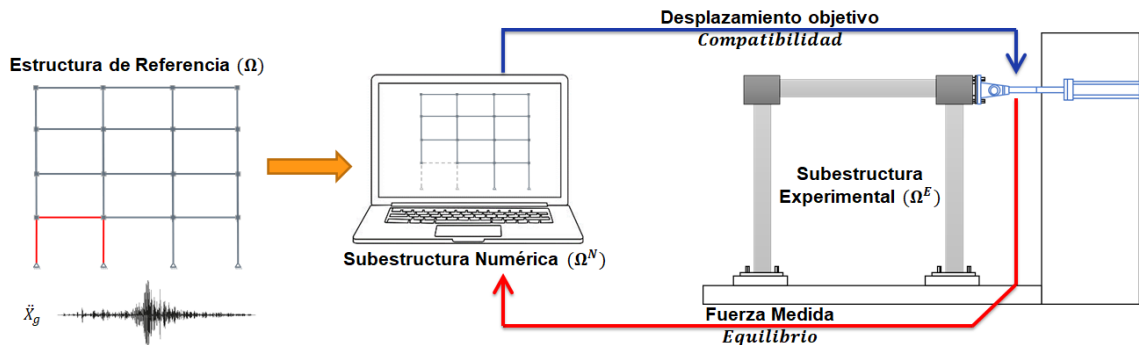 Desplazamiento objetivo
Compatibilidad
Estructura de Referencia (Ω)
Subestructura
Experimental (Ω^E)
Subestructura Numérica (Ω^N)
Ẍ_g
Fuerza Medida
Equilibrio